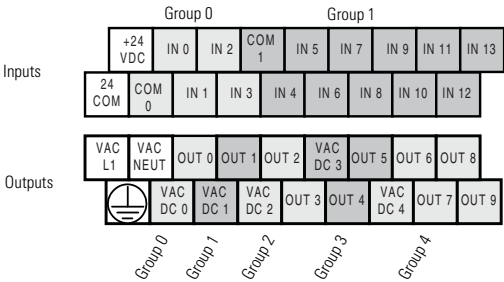 Group 0 Group 1
Inputs
+24 VDC IN 0 IN 2 COM 1 IN 5 IN 7 IN 9 IN 11 IN 13
24 COM COM 0 IN 1 IN 3 IN 4 IN 6 IN 8 IN 10 IN 12
Outputs
VAC L1 VAC NEUT OUT 0 OUT 1 OUT 2 VAC DC 3 OUT 5 OUT 6 OUT 8
VAC DC 0 VAC DC 1 VAC DC 2 OUT 3 OUT 4 VAC DC 4 OUT 7 OUT 9
Group 0 Group 1 Group 2 Group 3 Group 4